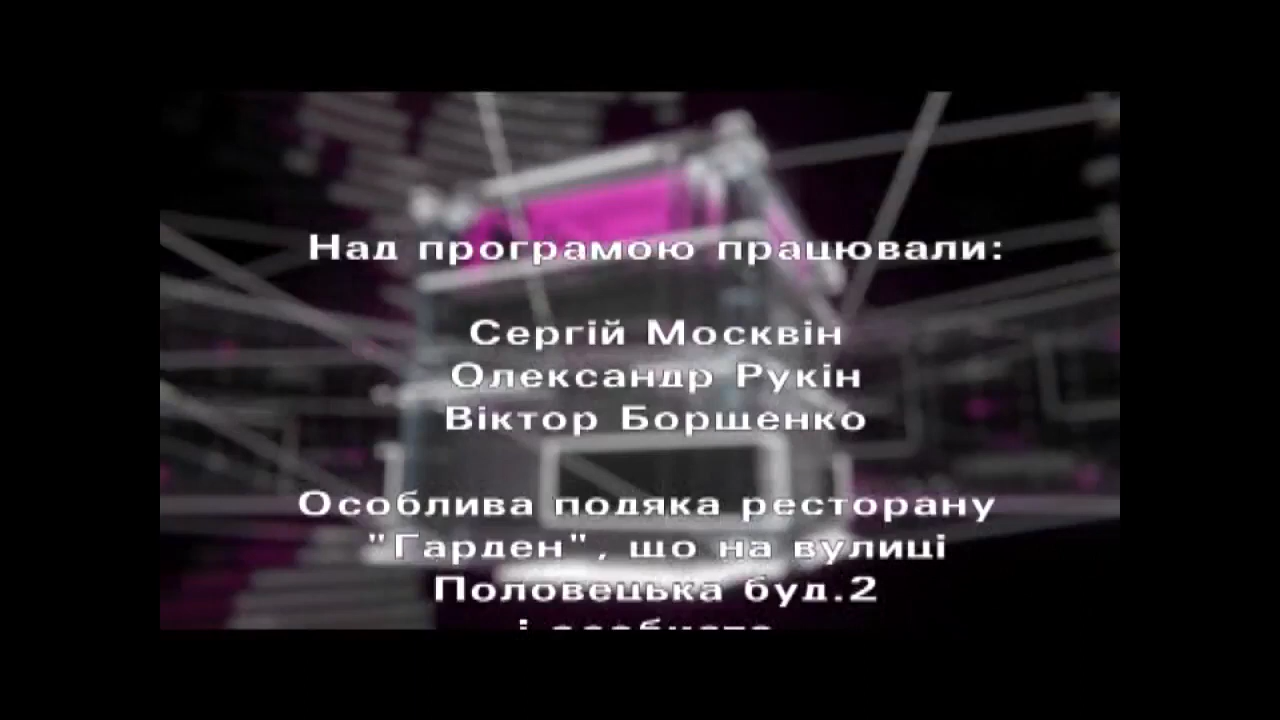 Над програмою працювали:
Сергій Москвін
Олександр Рукін
Віктор Борщенко
Особлива подяка ресторану
"Гарден", що на вулиці
Половецька буд.2
і особисто